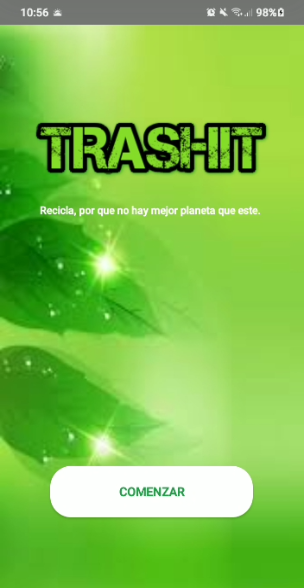 10:56
98%
TRASHIT
Recicla, por que no hay mejor planeta que este.
COMENZAR